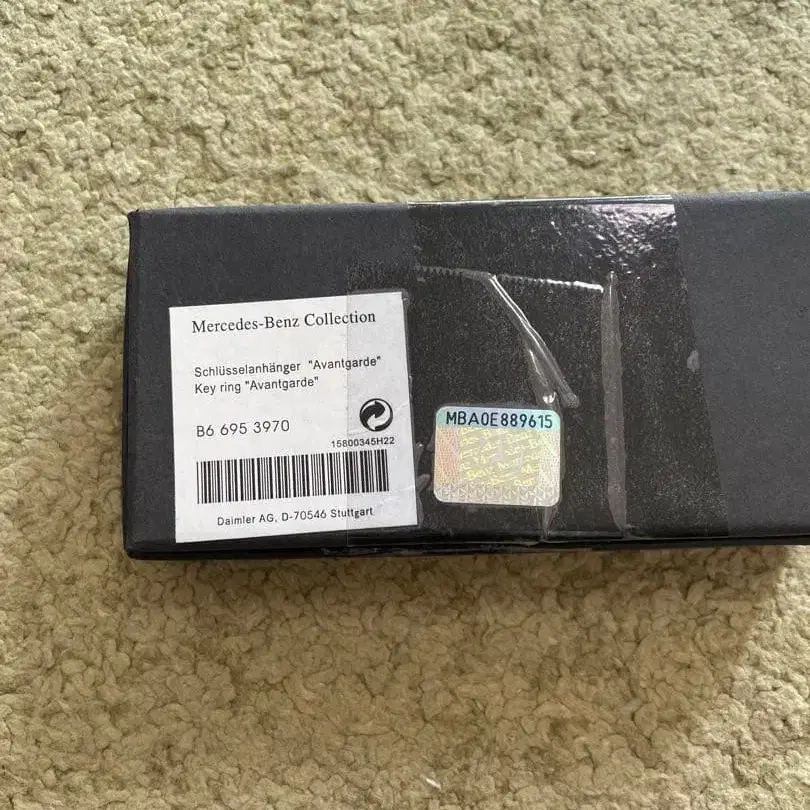 Mercedes-Benz Collection
Schlüsselanhänger "Avantgarde"
Key ring "Avantgarde"
B6 695 3970
15800345H22
Daimler AG, D-70546 Stuttgart
MBA0E889615